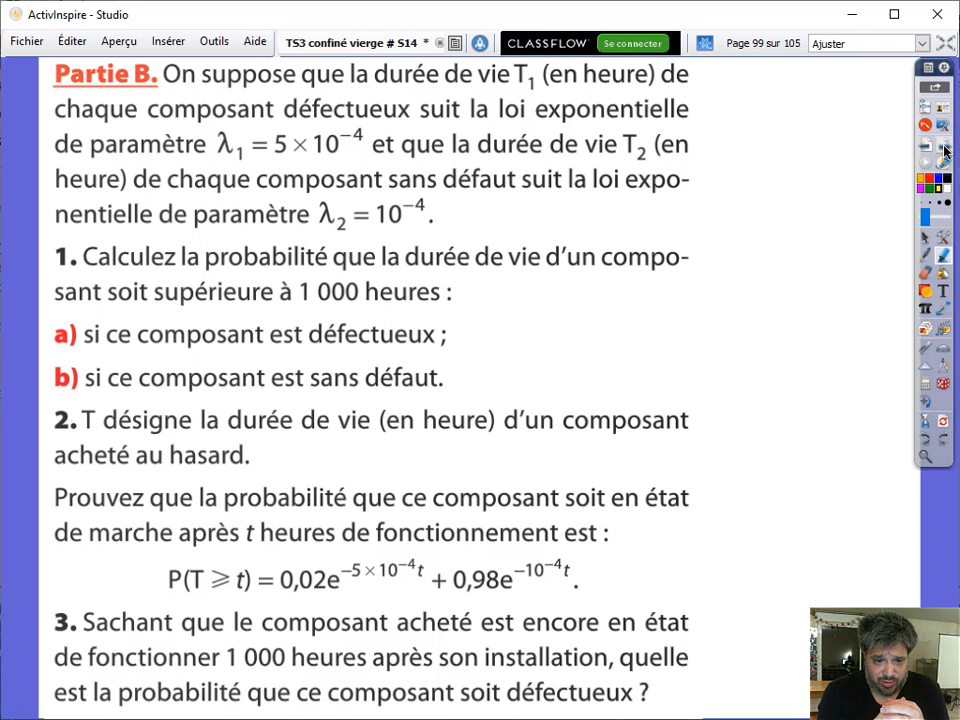 ActivInspire - Studio
Fichier Éditer Aperçu Insérer Outils Aide TS3 confiné vierge # S14 * CLASSFLOW Se connecter Page 99 sur 105 Ajuster
Partie B. On suppose que la durée de vie T₁ (en heure) de
chaque composant défectueux suit la loi exponentielle
de paramètre λ₁ = 5 × 10⁻⁴ et que la durée de vie T₂ (en
heure) de chaque composant sans défaut suit la loi expo-
nentielle de paramètre λ₂ = 10⁻⁴.
1. Calculez la probabilité que la durée de vie d’un compo-
sant soit supérieure à 1 000 heures :
a) si ce composant est défectueux ;
b) si ce composant est sans défaut.
2. T désigne la durée de vie (en heure) d’un composant
acheté au hasard.
Prouvez que la probabilité que ce composant soit en état
de marche après t heures de fonctionnement est :
P(T ⩾ t) = 0,02e^(−5×10⁻⁴t) + 0,98e^(−10⁻⁴t).
3. Sachant que le composant acheté est encore en état
de fonctionner 1 000 heures après son installation, quelle
est la probabilité que ce composant soit défectueux ?